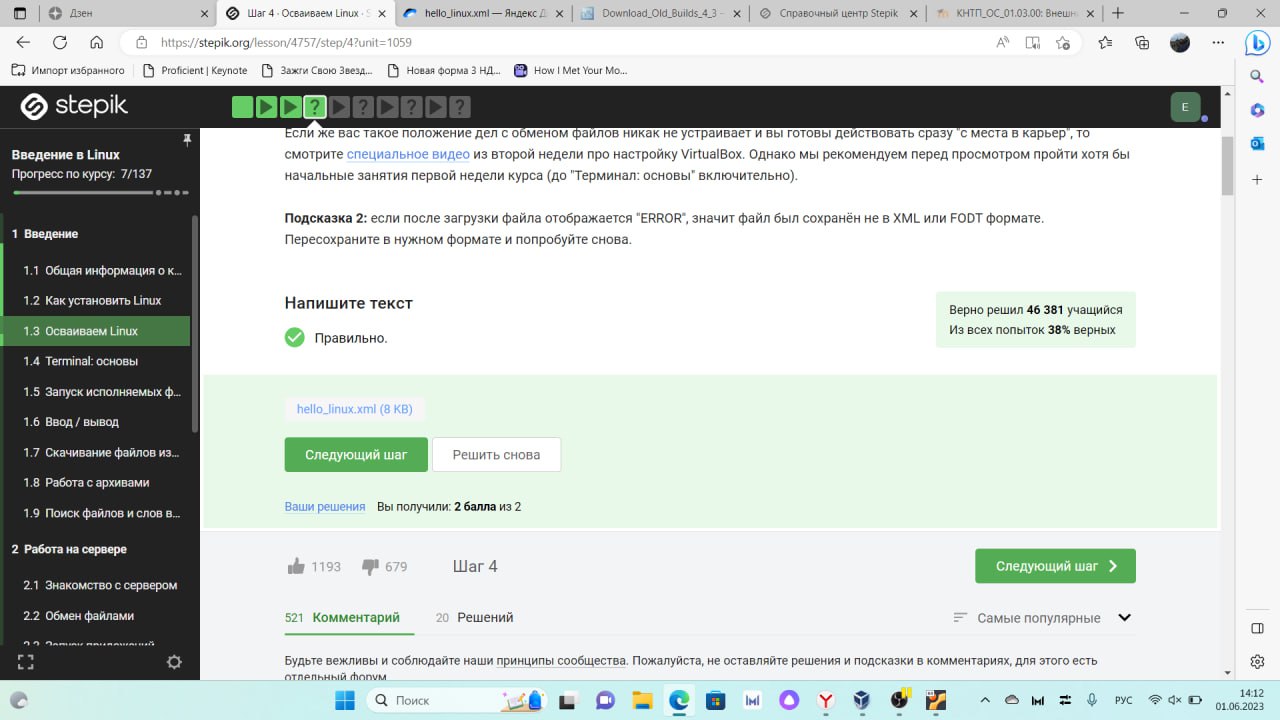 Дзен
Шаг 4 · Осваиваем Linux · S
hello_linux.xml — Яндекс Д
Download_Old_Builds_4_3 –
Справочный центр Stepik
КНТП_ОС_01.03.00: Внешн
https://stepik.org/lesson/4757/step/4?unit=1059
Импорт избранного
Proficient | Keynote
Зажги Свою Звезд...
Новая форма 3 НД...
How I Met Your Mo...
stepik
E
Введение в Linux
Прогресс по курсу: 7/137
1 Введение
1.1 Общая информация о к...
1.2 Как установить Linux
1.3 Осваиваем Linux
1.4 Terminal: основы
1.5 Запуск исполняемых ф...
1.6 Ввод / вывод
1.7 Скачивание файлов из...
1.8 Работа с архивами
1.9 Поиск файлов и слов в...
2 Работа на сервере
2.1 Знакомство с сервером
2.2 Обмен файлами
2.3 Запуск приложений
Если же вас такое положение дел с обменом файлов никак не устраивает и вы готовы действовать сразу "с места в карьер", то
смотрите специальное видео из второй недели про настройку VirtualBox. Однако мы рекомендуем перед просмотром пройти хотя бы
начальные занятия первой недели курса (до "Терминал: основы" включительно).
Подсказка 2: если после загрузки файла отображается "ERROR", значит файл был сохранён не в XML или FODT формате.
Пересохраните в нужном формате и попробуйте снова.
Напишите текст
Правильно.
Верно решил 46 381 учащийся
Из всех попыток 38% верных
hello_linux.xml (8 KB)
Следующий шаг
Решить снова
Ваши решения Вы получили: 2 балла из 2
1193
679
Шаг 4
Следующий шаг
521 Комментарий
20 Решений
Самые популярные
Будьте вежливы и соблюдайте наши принципы сообщества. Пожалуйста, не оставляйте решения и подсказки в комментариях, для этого есть
отдельный форум.
Поиск
РУС
14:12
01.06.2023